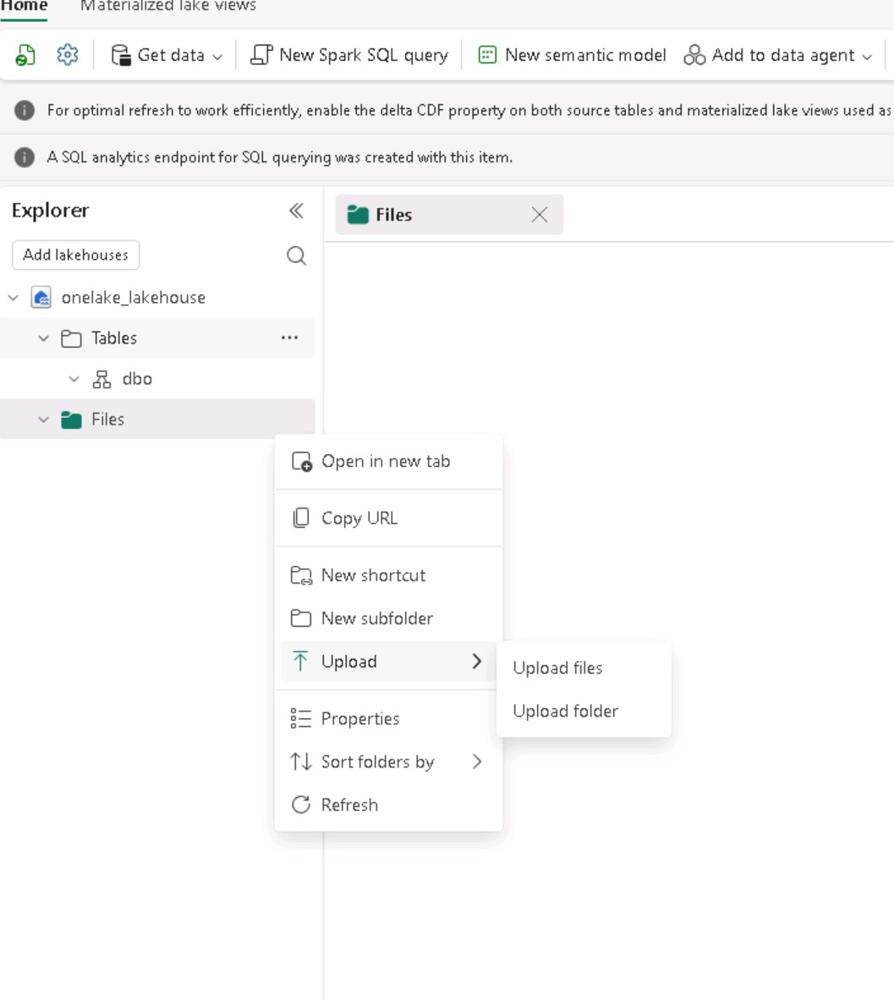 Home Materialized lake views
Get data New Spark SQL query New semantic model Add to data agent
For optimal refresh to work efficiently, enable the delta CDF property on both source tables and materialized lake views used as
A SQL analytics endpoint for SQL querying was created with this item.
Explorer
Files
Add lakehouses
onelake_lakehouse
Tables ...
dbo
Files
Open in new tab
Copy URL
New shortcut
New subfolder
Upload
Upload files
Upload folder
Properties
Sort folders by
Refresh